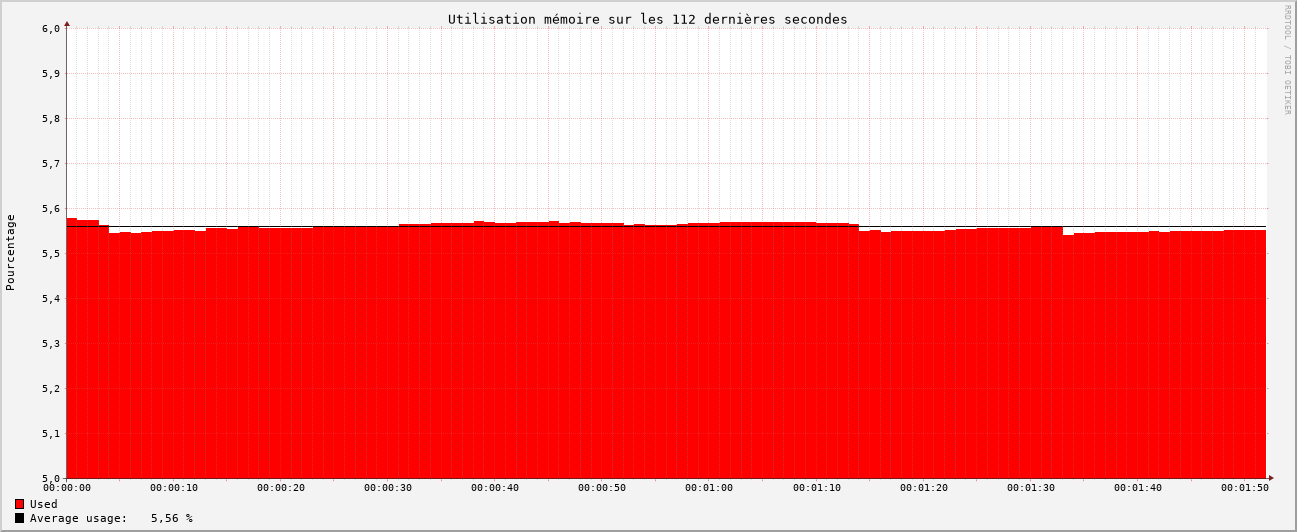 Utilisation mémoire sur les 112 dernières secondes
RRDTOOL / TOBI OETIKER
Pourcentage
6,0
5,9
5,8
5,7
5,6
5,5
5,4
5,3
5,2
5,1
5,0
00:00:00 00:00:10 00:00:20 00:00:30 00:00:40 00:00:50 00:01:00 00:01:10 00:01:20 00:01:30 00:01:40 00:01:50
Used
Average usage: 5,56 %